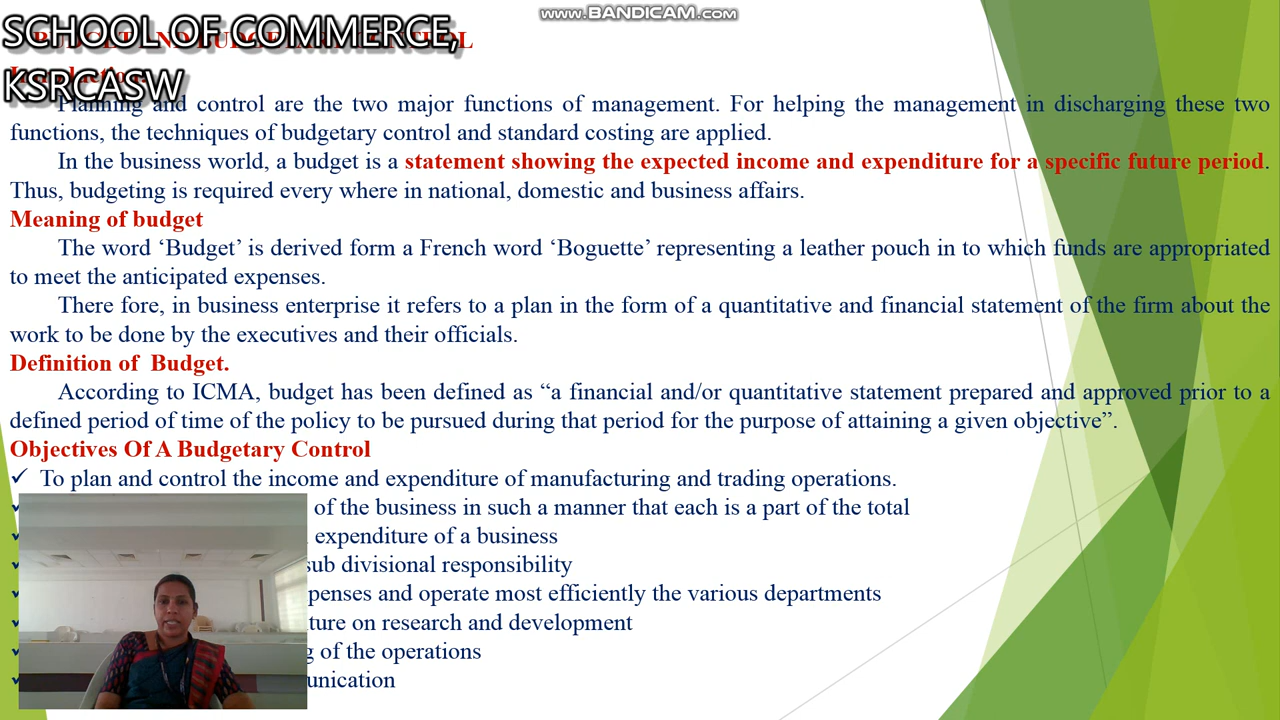 www.BANDICAM.com
SCHOOL OF COMMERCE,
KSRCASW
Planning and control are the two major functions of management. For helping the management in discharging these two
functions, the techniques of budgetary control and standard costing are applied.
In the business world, a budget is a statement showing the expected income and expenditure for a specific future period.
Thus, budgeting is required every where in national, domestic and business affairs.
Meaning of budget
The word ‘Budget’ is derived form a French word ‘Boguette’ representing a leather pouch in to which funds are appropriated
to meet the anticipated expenses.
There fore, in business enterprise it refers to a plan in the form of a quantitative and financial statement of the firm about the
work to be done by the executives and their officials.
Definition of Budget.
According to ICMA, budget has been defined as “a financial and/or quantitative statement prepared and approved prior to a
defined period of time of the policy to be pursued during that period for the purpose of attaining a given objective”.
Objectives Of A Budgetary Control
✓ To plan and control the income and expenditure of manufacturing and trading operations.
of the business in such a manner that each is a part of the total
expenditure of a business
sub divisional responsibility
and operate most efficiently the various departments
on research and development
of the operations